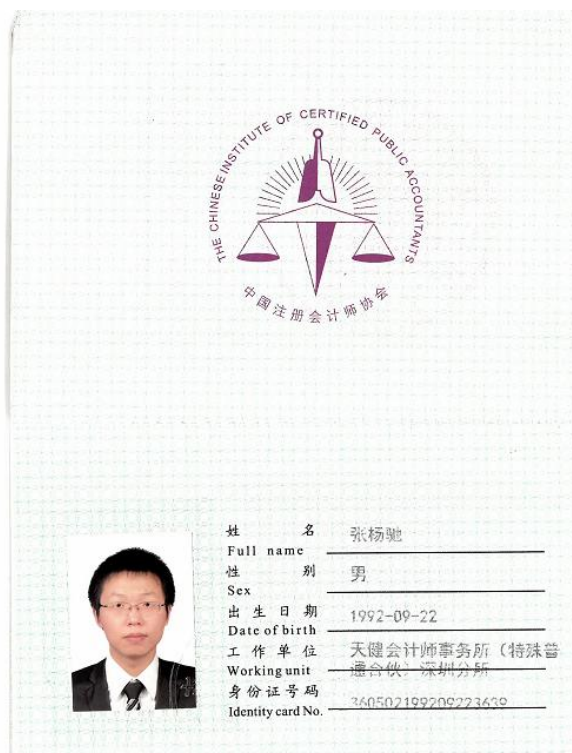 THE CHINESE INSTITUTE OF CERTIFIED PUBLIC ACCOUNTANTS
中国注册会计师协会
姓 名 张杨驰
Full name
性 别 男
Sex
出生日期 1992-09-22
Date of birth
工作单位 天健会计师事务所（特殊普
Working unit 通合伙）深圳分所
身份证号码 360502199209223639
Identity card No.